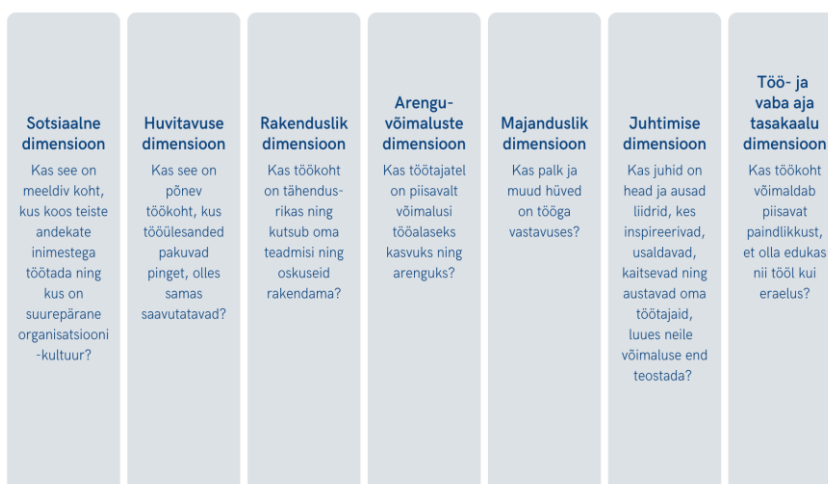 Sotsiaalne
dimensioon
Kas see on
meeldiv koht,
kus koos teiste
andekate
inimestega
töötada ning
kus on
suurepärane
organisatsiooni
-kultuur?
Huvitavuse
dimensioon
Kas see on
põnev
töökoht, kus
tööülesanded
pakuvad
pinget, olles
samas
saavutatavad?
Rakenduslik
dimensioon
Kas töökoht
on tähendus-
rikas ning
kutsub oma
teadmisi ning
oskuseid
rakendama?
Arengu-
võimaluste
dimensioon
Kas töötajatel
on piisavalt
võimalusi
tööalaseks
kasvuks ning
arenguks?
Majanduslik
dimensioon
Kas palk ja
muud hüved
on tööga
vastavuses?
Juhtimise
dimensioon
Kas juhid on
head ja ausad
liidrid, kes
inspireerivad,
usaldavad,
kaitsevad ning
austavad oma
töötajaid,
luues neile
võimaluse end
teostada?
Töö- ja
vaba aja
tasakaalu
dimensioon
Kas töökoht
võimaldab
piisavat
paindlikkust,
et olla edukas
nii tööl kui
eraelus?